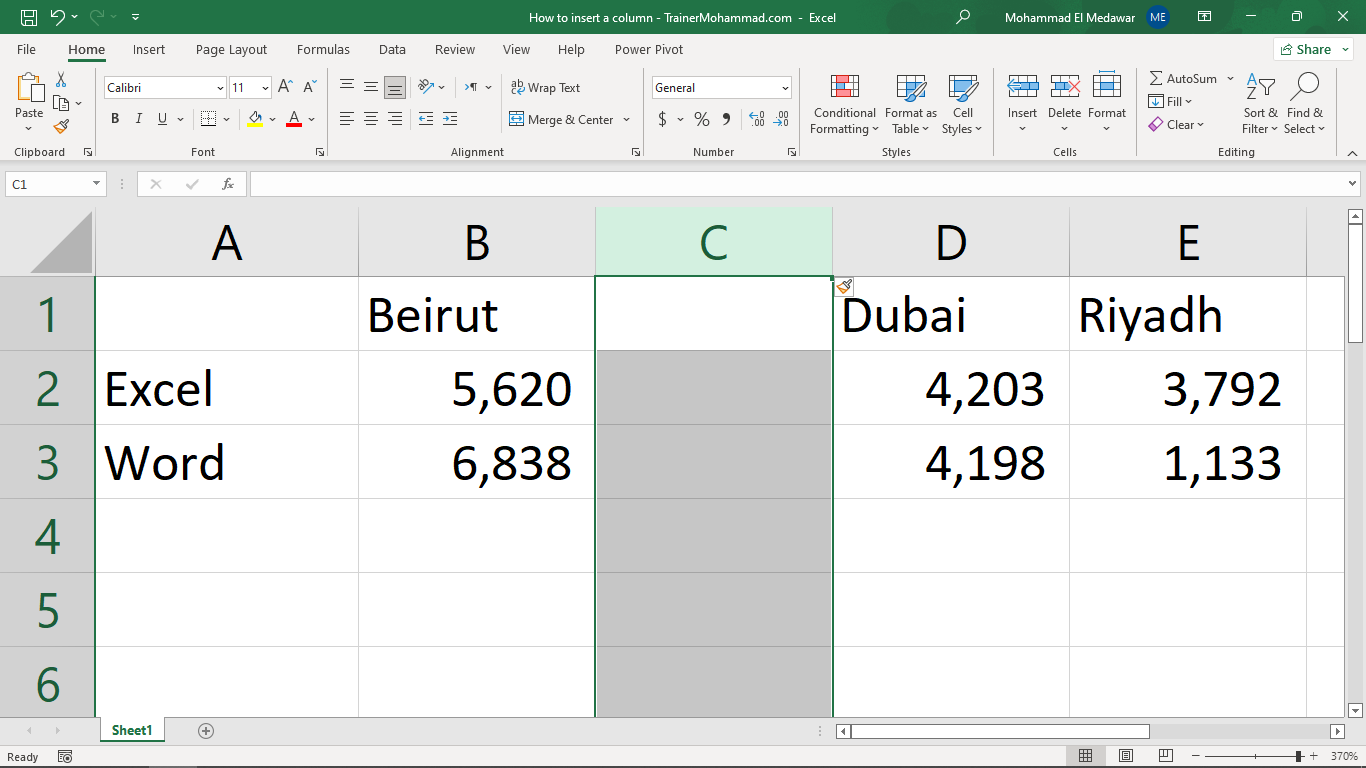 How to insert a column - TrainerMohammad.com - Excel
Mohammad El Medawar ME
File Home Insert Page Layout Formulas Data Review View Help Power Pivot Share
Paste
Clipboard
Calibri 11
B I U A
Font
ab Wrap Text
Merge & Center
Alignment
General
$ % 9 .00 .00
Number
Conditional Formatting
Format as Table
Cell Styles
Styles
Insert Delete Format
Cells
AutoSum
Fill
Clear
Sort & Filter
Find & Select
Editing
C1 fx
A B C D E
1 Beirut Dubai Riyadh
2 Excel 5,620 4,203 3,792
3 Word 6,838 4,198 1,133
4
5
6
Sheet1
Ready 370%